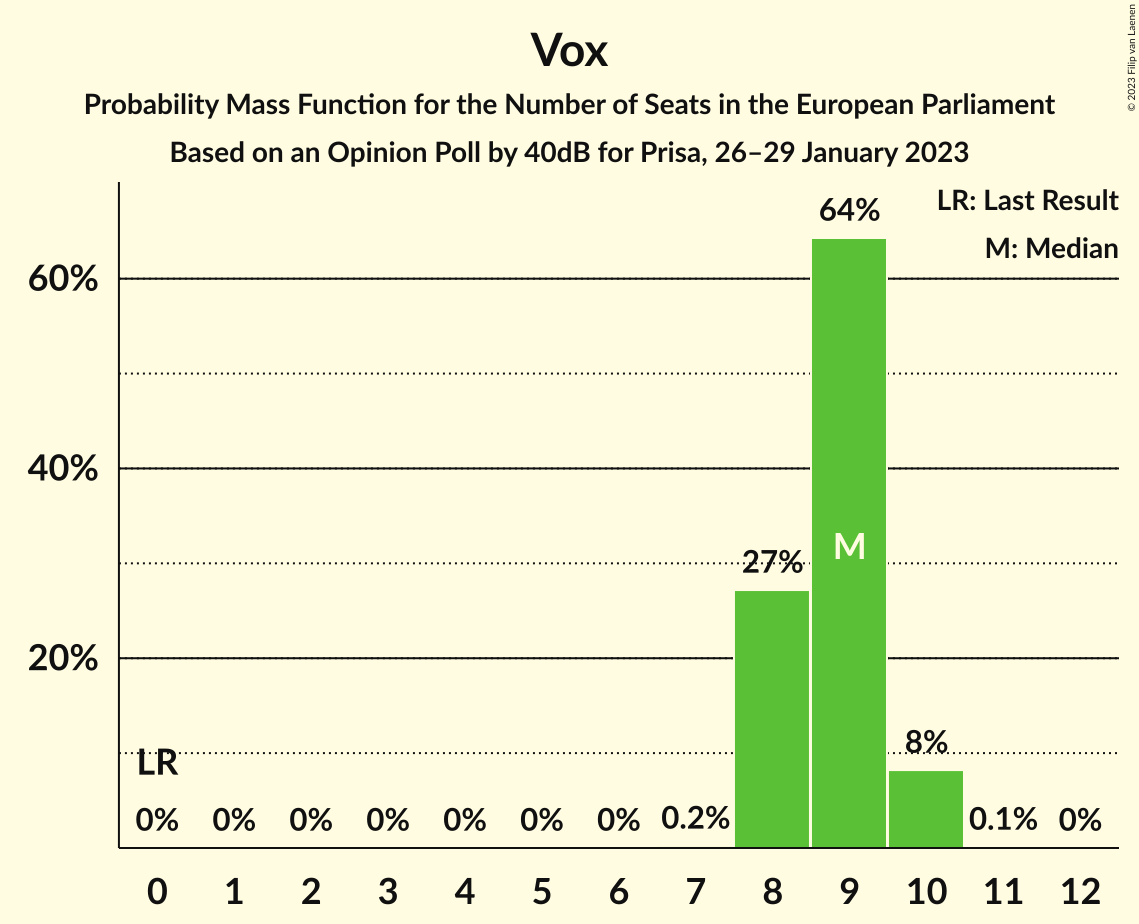 Vox
Probability Mass Function for the Number of Seats in the European Parliament
Based on an Opinion Poll by 40dB for Prisa, 26–29 January 2023
© 2023 Filip van Laenen
LR: Last Result
M: Median
60%
40%
20%
64%
27%
M
8%
LR
0% 0% 0% 0% 0% 0% 0% 0.2% 0.1% 0%
0 1 2 3 4 5 6 7 8 9 10 11 12